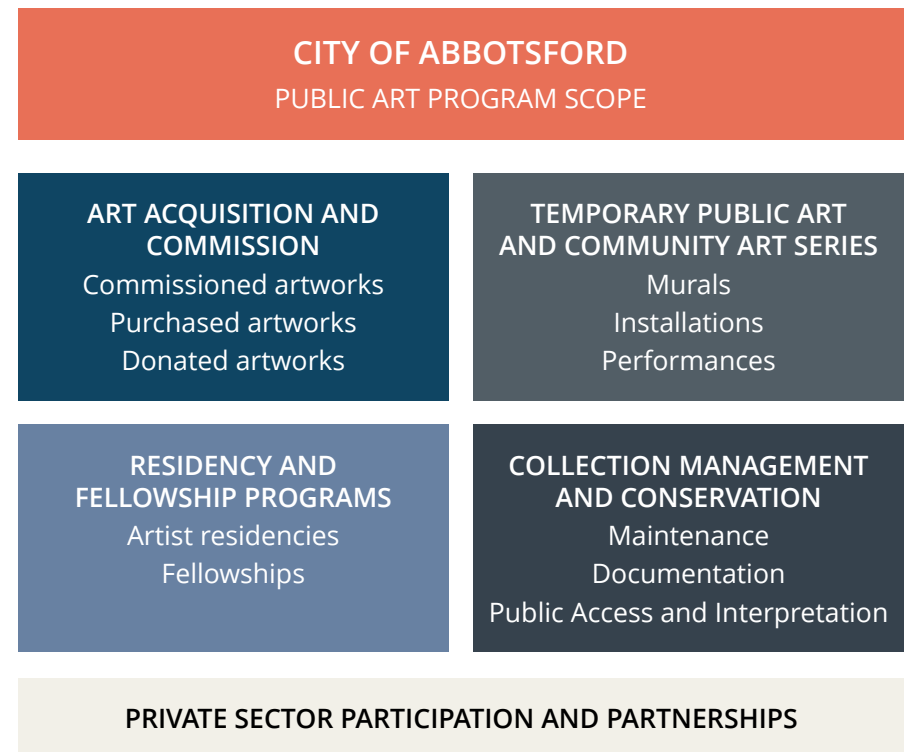 CITY OF ABBOTSFORD
PUBLIC ART PROGRAM SCOPE
ART ACQUISITION AND
COMMISSION
Commissioned artworks
Purchased artworks
Donated artworks
TEMPORARY PUBLIC ART
AND COMMUNITY ART SERIES
Murals
Installations
Performances
RESIDENCY AND
FELLOWSHIP PROGRAMS
Artist residencies
Fellowships
COLLECTION MANAGEMENT
AND CONSERVATION
Maintenance
Documentation
Public Access and Interpretation
PRIVATE SECTOR PARTICIPATION AND PARTNERSHIPS